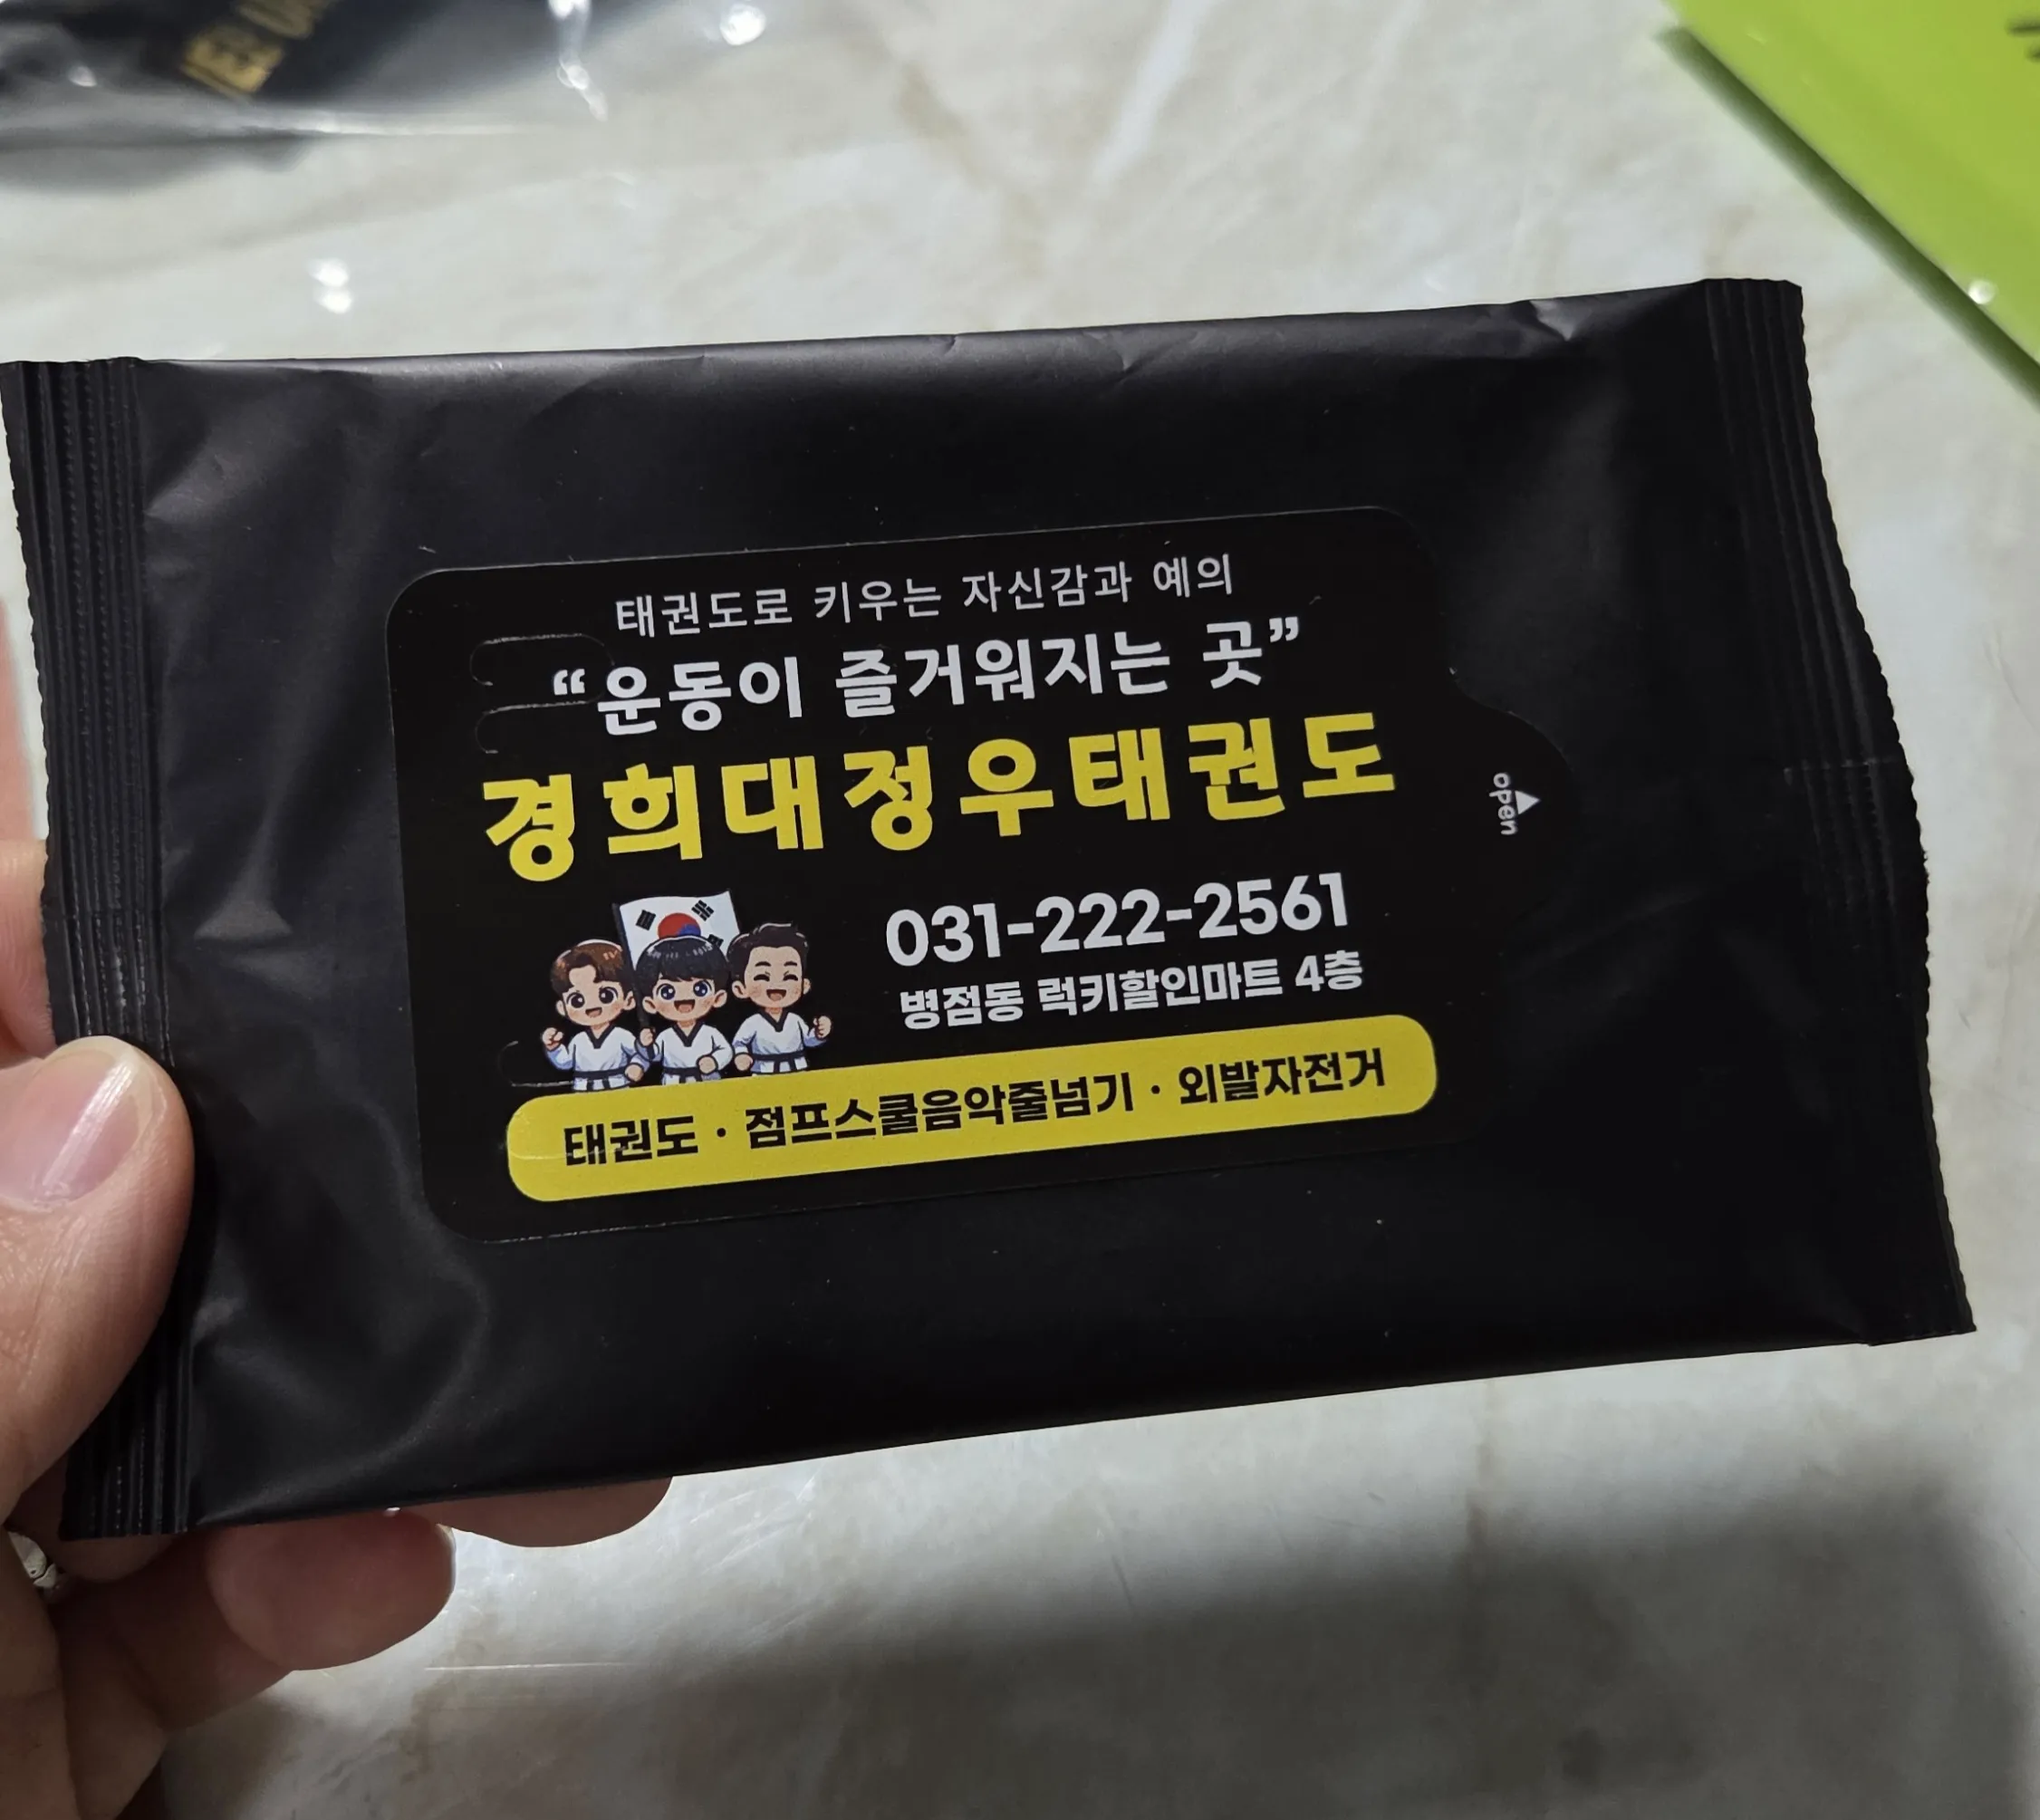 태권도로 키우는 자신감과 예의
“운동이 즐거워지는 곳”
경희대정우태권도
031-222-2561
병점동 럭키할인마트 4층
태권도 · 점프스쿨음악줄넘기 · 외발자전거
open